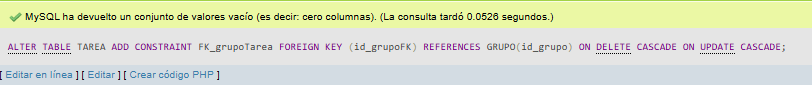 MySQL ha devuelto un conjunto de valores vacío (es decir: cero columnas). (La consulta tardó 0.0526 segundos.)
ALTER TABLE TAREA ADD CONSTRAINT FK_grupoTarea FOREIGN KEY (id_grupoFK) REFERENCES GRUPO(id_grupo) ON DELETE CASCADE ON UPDATE CASCADE;
[ Editar en línea ] [ Editar ] [ Crear código PHP ]